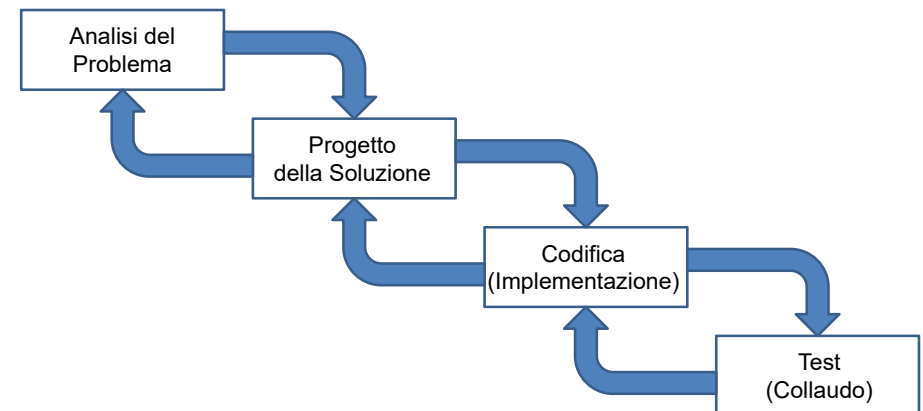 Analisi del
Problema
Progetto
della Soluzione
Codifica
(Implementazione)
Test
(Collaudo)